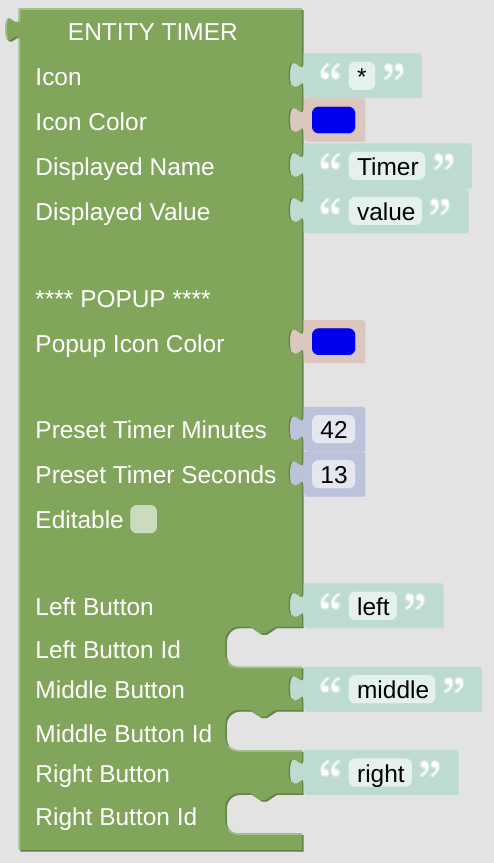 ENTITY TIMER
Icon “ * ”
Icon Color
Displayed Name “ Timer ”
Displayed Value “ value ”
**** POPUP ****
Popup Icon Color
Preset Timer Minutes 42
Preset Timer Seconds 13
Editable
Left Button “ left ”
Left Button Id
Middle Button “ middle ”
Middle Button Id
Right Button “ right ”
Right Button Id